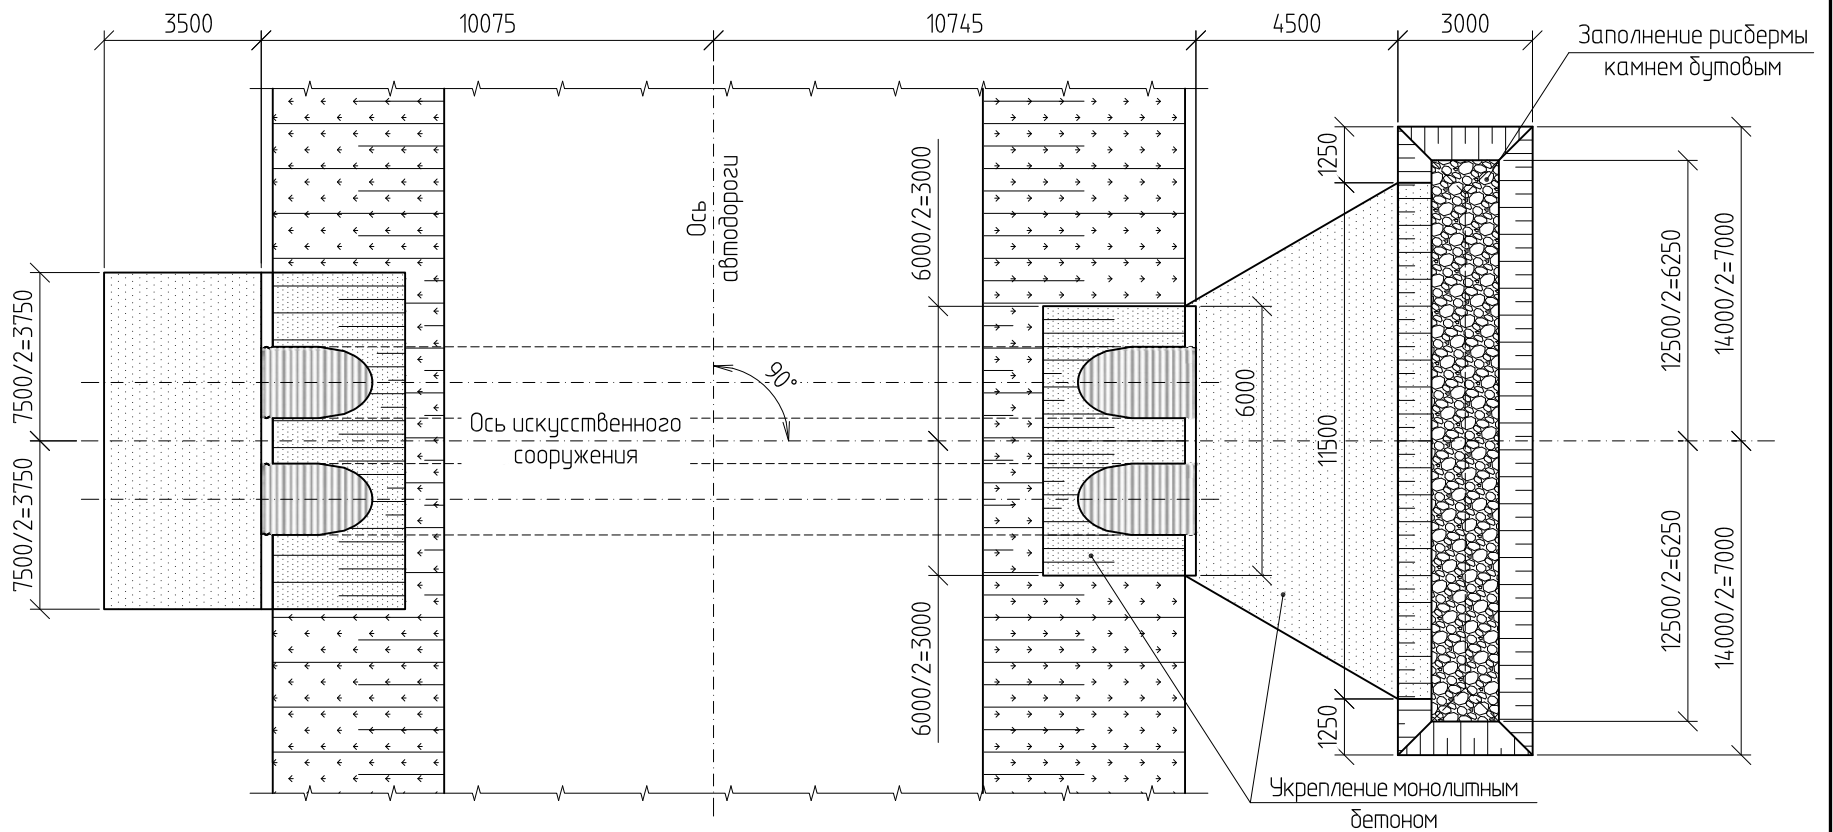 3500
10075
10745
4500
3000
Заполнение рисбермы
камнем бутовым
1250
6000/2=3000
Ось
автодороги
12500/2=6250
14000/2=7000
7500/2=3750
90°
6000
11500
Ось искусственного
сооружения
7500/2=3750
12500/2=6250
14000/2=7000
6000/2=3000
1250
Укрепление монолитным
бетоном